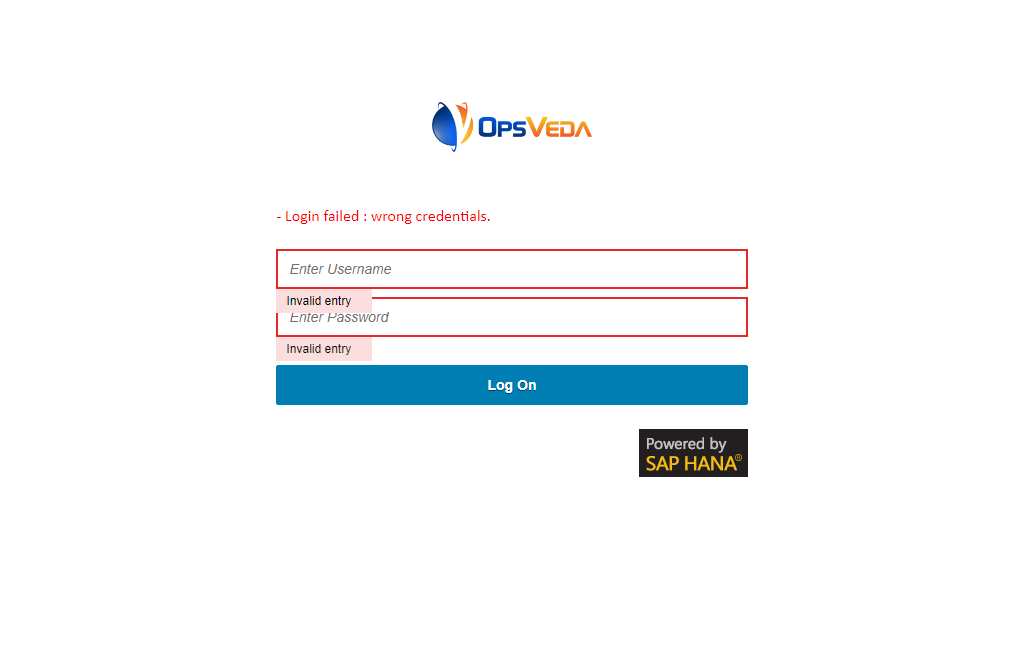 OpsVeda
- Login failed : wrong credentials.
Enter Username
Invalid entry
Enter Password
Invalid entry
Log On
Powered by
SAP HANA®